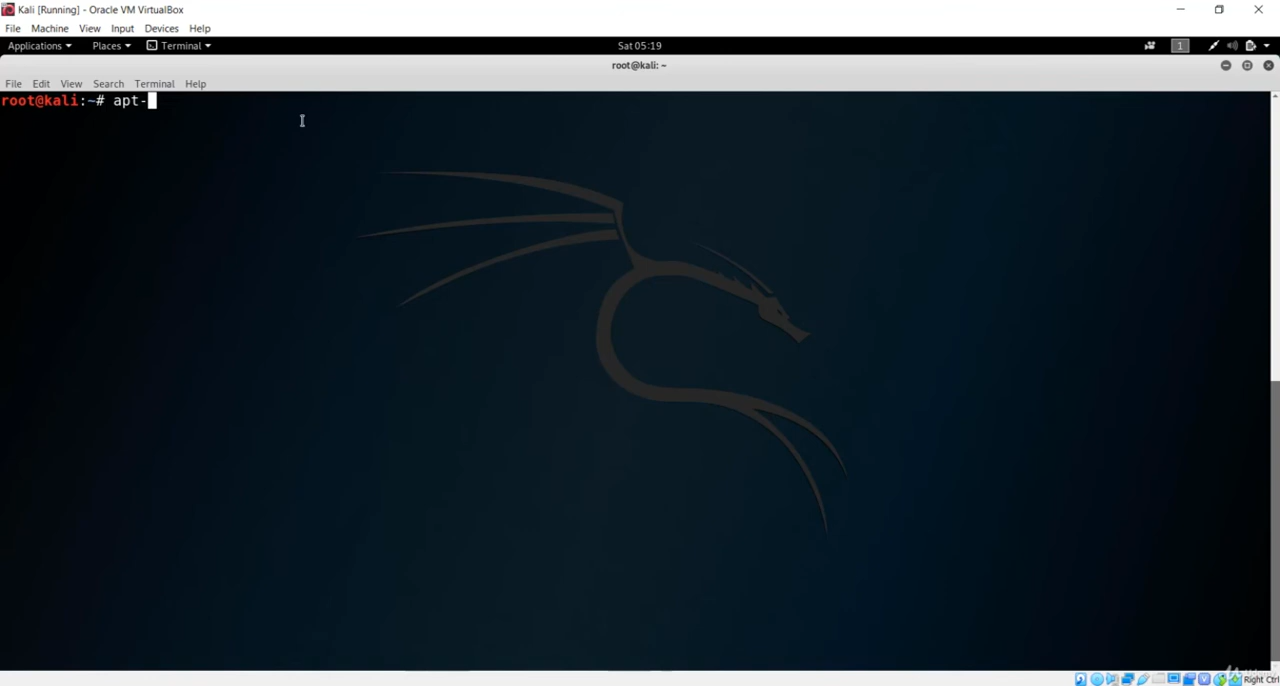 Kali [Running] - Oracle VM VirtualBox
File Machine View Input Devices Help
Applications Places Terminal Sat 05:19 1
root@kali: ~
File Edit View Search Terminal Help
root@kali:~# apt-
Right Ctrl